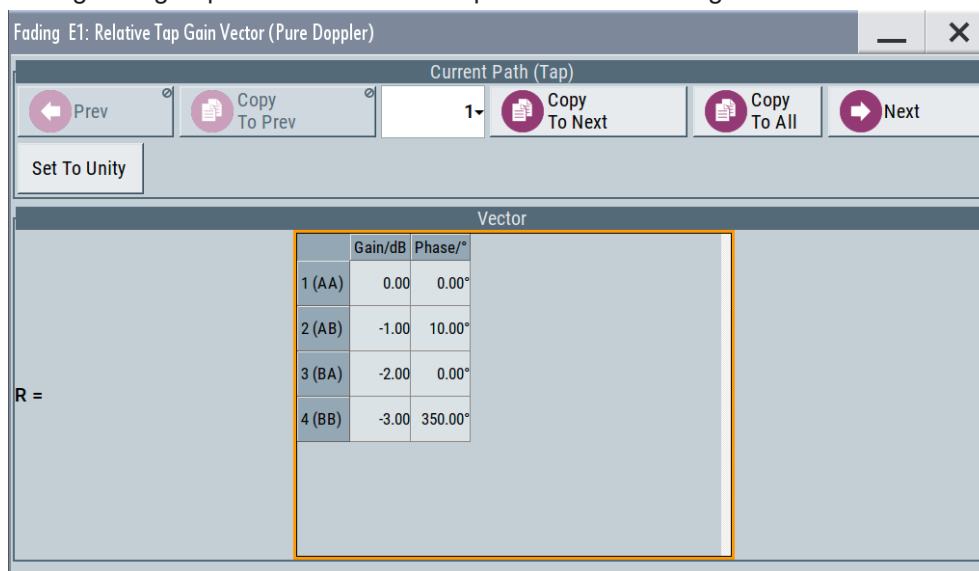 Fading E1: Relative Tap Gain Vector (Pure Doppler)
Current Path (Tap)
Prev
Copy To Prev
1
Copy To Next
Copy To All
Next
Set To Unity
Vector
Gain/dB Phase/°
1 (AA) 0.00 0.00°
2 (AB) -1.00 10.00°
3 (BA) -2.00 0.00°
R =
4 (BB) -3.00 350.00°